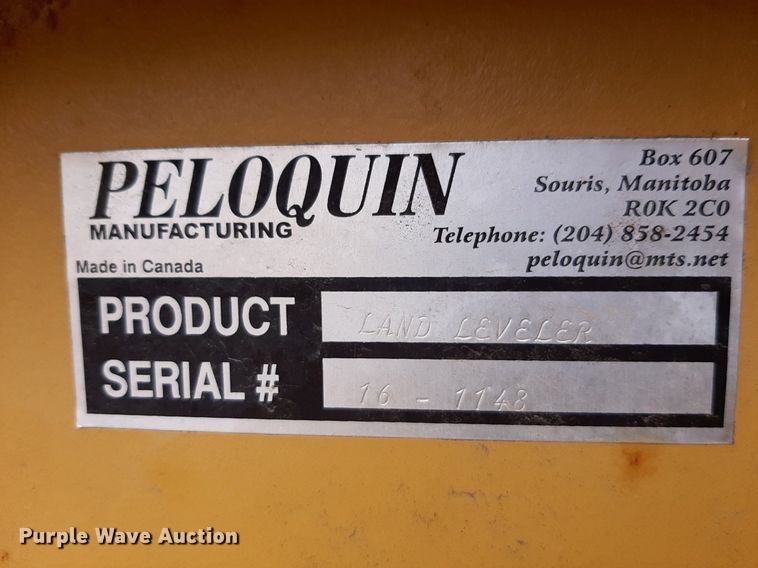 PELOQUIN
MANUFACTURING
Made in Canada
Box 607
Souris, Manitoba
R0K 2C0
Telephone: (204) 858-2454
peloquin@mts.net
PRODUCT LAND LEVELER
SERIAL # 16 - 1148
Purple Wave Auction